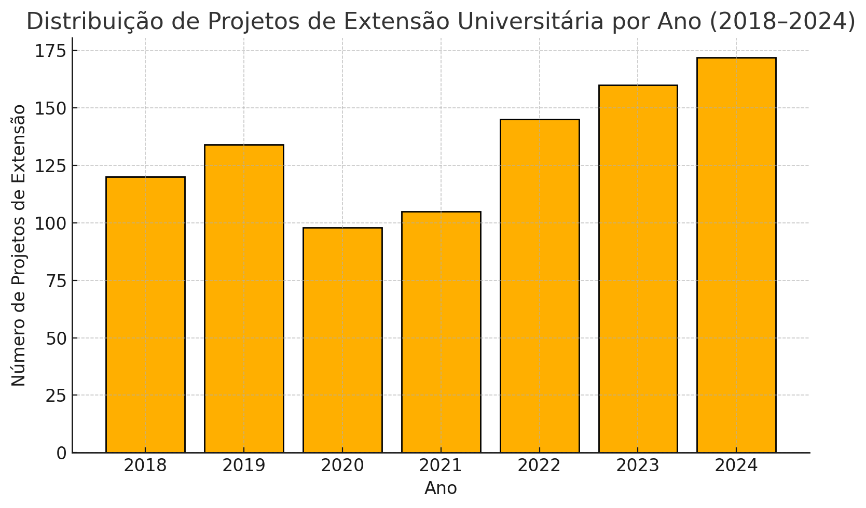 Distribuição de Projetos de Extensão Universitária por Ano (2018–2024)
Número de Projetos de Extensão
175
150
125
100
75
50
25
0
2018 2019 2020 2021 2022 2023 2024
Ano